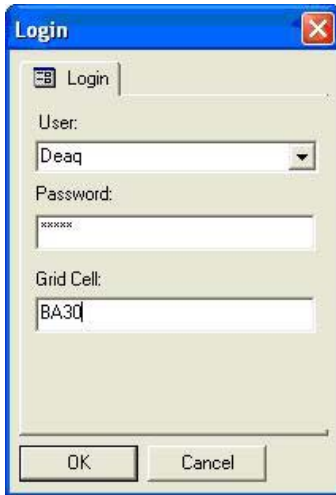 Login
Login
User:
Deaq
Password:
*****
Grid Cell:
BA30
OK Cancel